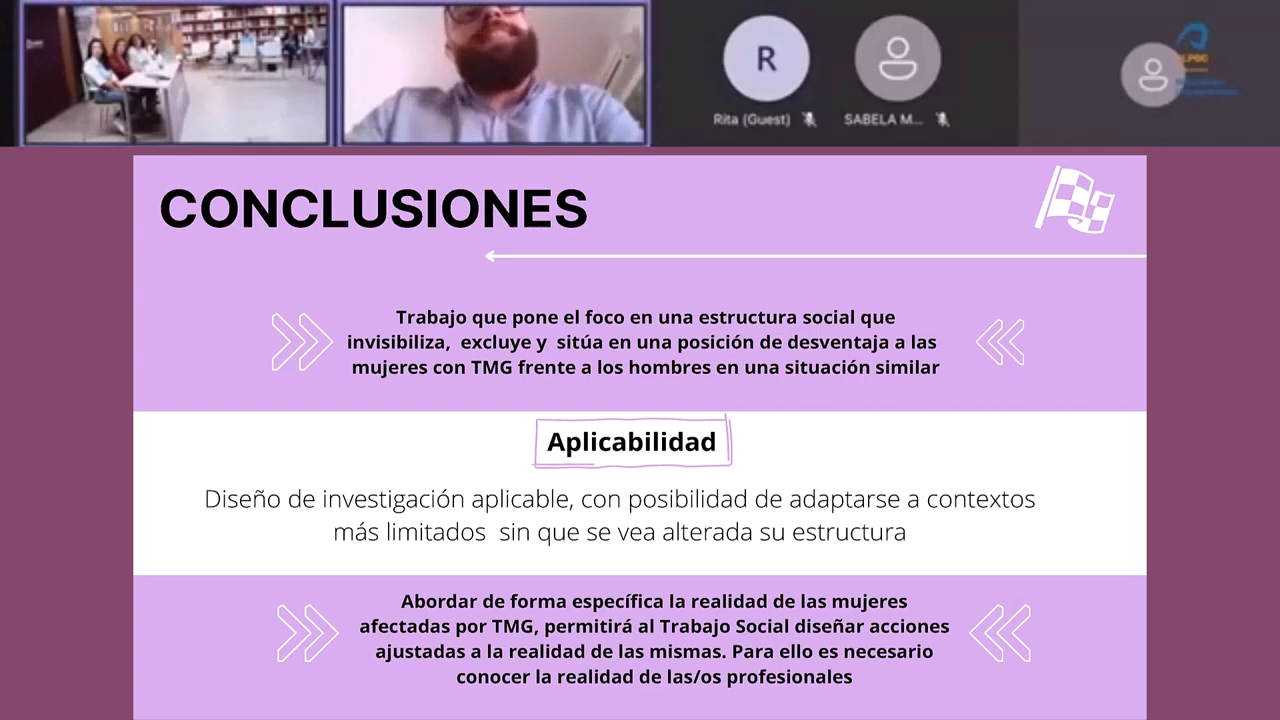 R
Rita (Guest)
SABELA M...
CONCLUSIONES
Trabajo que pone el foco en una estructura social que
invisibiliza, excluye y sitúa en una posición de desventaja a las
mujeres con TMG frente a los hombres en una situación similar
Aplicabilidad
Diseño de investigación aplicable, con posibilidad de adaptarse a contextos
más limitados sin que se vea alterada su estructura
Abordar de forma específica la realidad de las mujeres
afectadas por TMG, permitirá al Trabajo Social diseñar acciones
ajustadas a la realidad de las mismas. Para ello es necesario
conocer la realidad de las/os profesionales